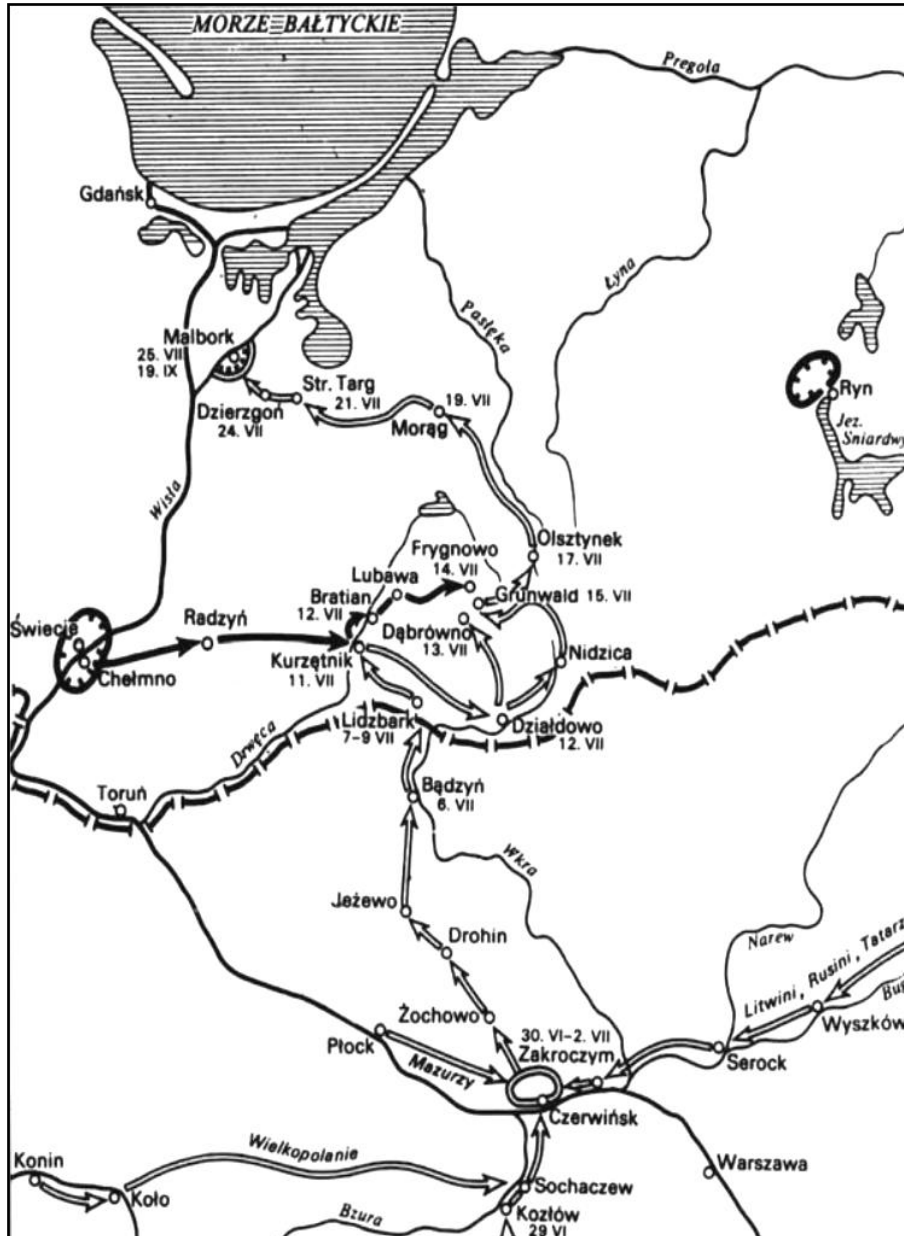 MORZE BAŁTYCKIE
Pregoła
Gdańsk
Łyna
Pasłęka
Malbork
25. VII
19. IX
Str. Targ
21. VII
19. VII
Morąg
Dzierzgoń
24. VII
Ryn
Jez.
Śniardwy
Wisła
Olsztynek
17. VII
Frygnowo
14. VII
Lubawa
Bratian
12. VII
Grunwald 15. VII
Radzyń
Świecie
Chełmno
Dąbrówno
13. VII
Nidzica
Kurzętnik
11. VII
Lidzbark
7-9 VII
Działdowo
12. VII
Drwęca
Toruń
Bądzyń
6. VII
Wkra
Jeżewo
Drohin
Narew
Litwini, Rusini, Tatarz
Bug
Żochowo
Wyszków
Płock
Mazurzy
30. VI-2. VII
Zakroczym
Serock
Czerwińsk
Wielkopolanie
Konin
Koło
Sochaczew
Warszawa
Bzura
Kozłów
29 VI